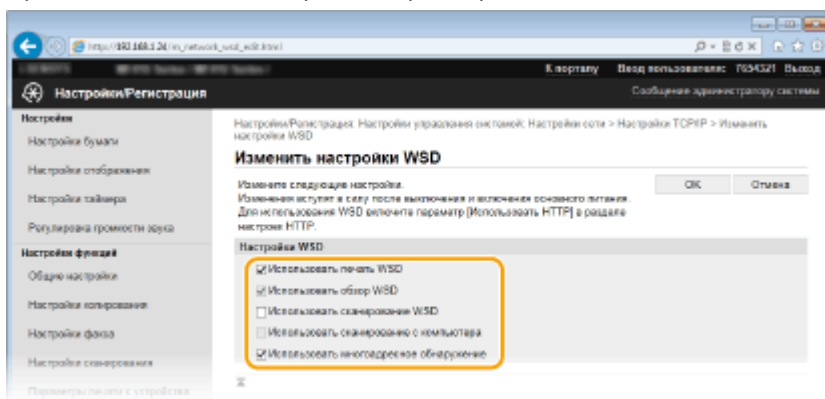 http://192.168.1.24/m_network_wsd_edit.html
К порталу Вход пользователя: 7654321 Выход
Настройки/Регистрация
Сообщение администратору системы
Настройки
Настройки бумаги
Настройки отображения
Настройки таймера
Регулировка громкости звука
Настройки функций
Общие настройки
Настройки копирования
Настройки факса
Настройки сканирования
Параметры печати с устройства
Настройки/Регистрация: Настройки управления системой: Настройки сети > Настройки TCP/IP > Изменить
настройки WSD
Изменить настройки WSD
Измените следующие настройки.
OK Отмена
Изменения вступят в силу после выключения и включения основного питания.
Для использования WSD включите параметр [Использовать HTTP] в разделе
настроек HTTP.
Настройки WSD
Использовать печать WSD
Использовать обзор WSD
Использовать сканирование WSD
Использовать сканирование с компьютера
Использовать многоадресное обнаружение